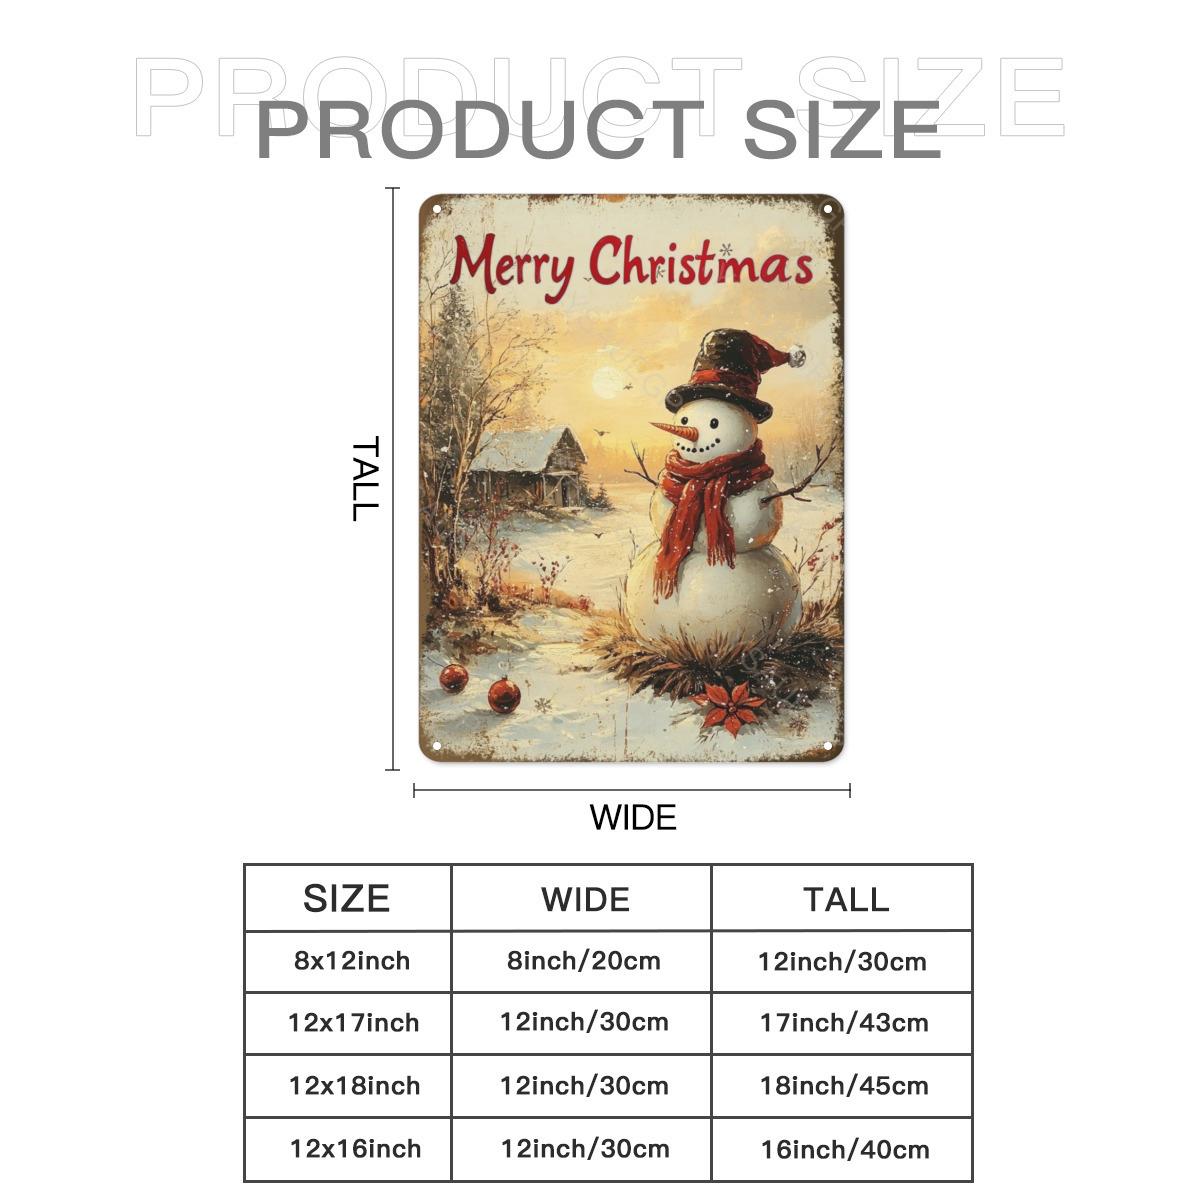 PRODUCT SIZE
PRODUCT SIZE
Merry Christmas
TALL
WIDE
SIZE WIDE TALL
8x12inch 8inch/20cm 12inch/30cm
12x17inch 12inch/30cm 17inch/43cm
12x18inch 12inch/30cm 18inch/45cm
12x16inch 12inch/30cm 16inch/40cm